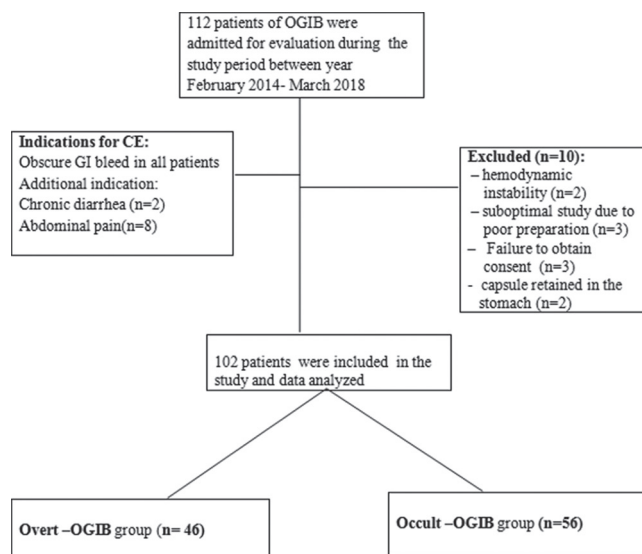 112 patients of OGIB were
admitted for evaluation during the
study period between year
February 2014- March 2018
Indications for CE:
Obscure GI bleed in all patients
Additional indication:
Chronic diarrhea (n=2)
Abdominal pain(n=8)
Excluded (n=10):
– hemodynamic
instability (n=2)
– suboptimal study due to
poor preparation (n=3)
– Failure to obtain
consent (n=3)
- capsule retained in the
stomach (n=2)
102 patients were included in the
study and data analyzed
Overt –OGIB group (n= 46)
Occult –OGIB group (n=56)